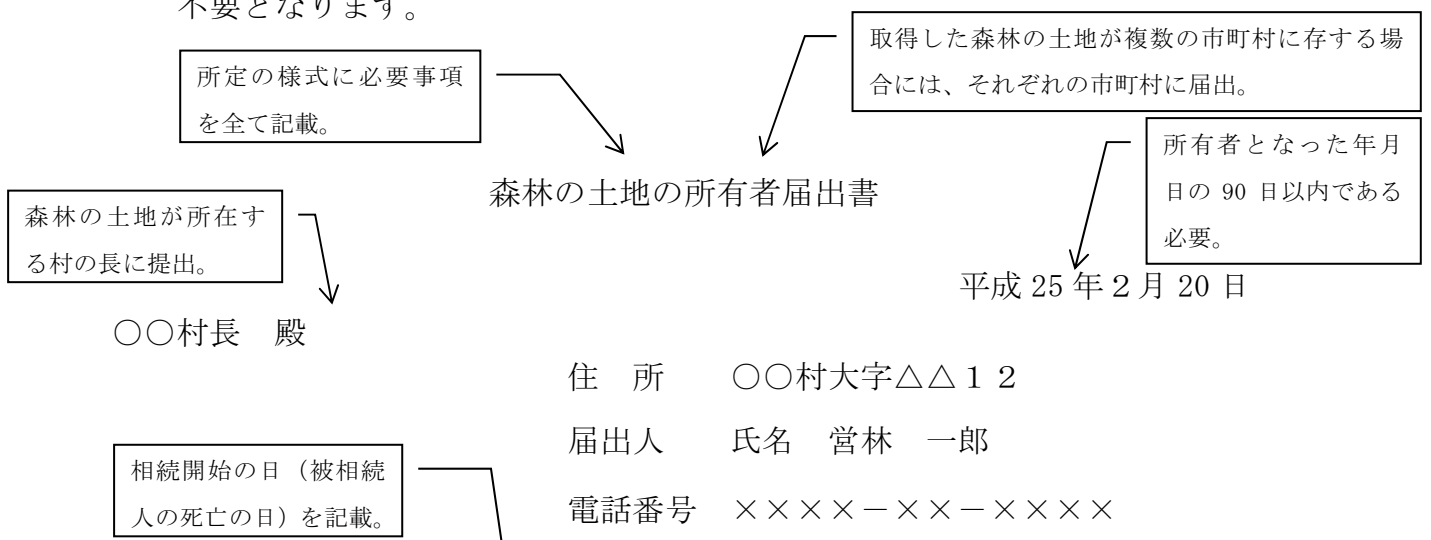 不要となります。
取得した森林の土地が複数の市町村に存する場
合には、それぞれの市町村に届出。
所定の様式に必要事項
を全て記載。
所有者となった年月
日の 90 日以内である
必要。
森林の土地の所有者届出書
森林の土地が所在す
る村の長に提出。
平成 25 年２月 20 日
○○村長　殿
住　所　　○○村大字△△１２
届出人　　氏名　営林　一郎
相続開始の日（被相続
人の死亡の日）を記載。
電話番号　××××－××－××××